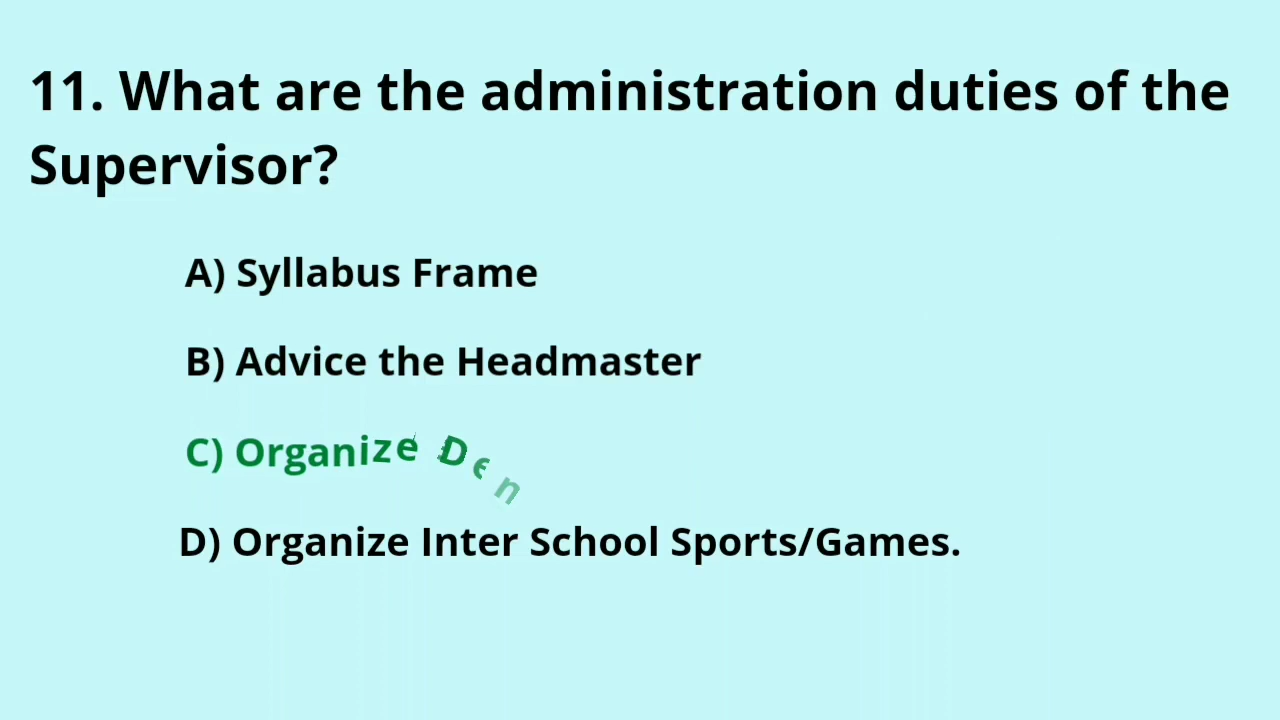 11. What are the administration duties of the
Supervisor?
A) Syllabus Frame
B) Advice the Headmaster
C) Organize Den
D) Organize Inter School Sports/Games.